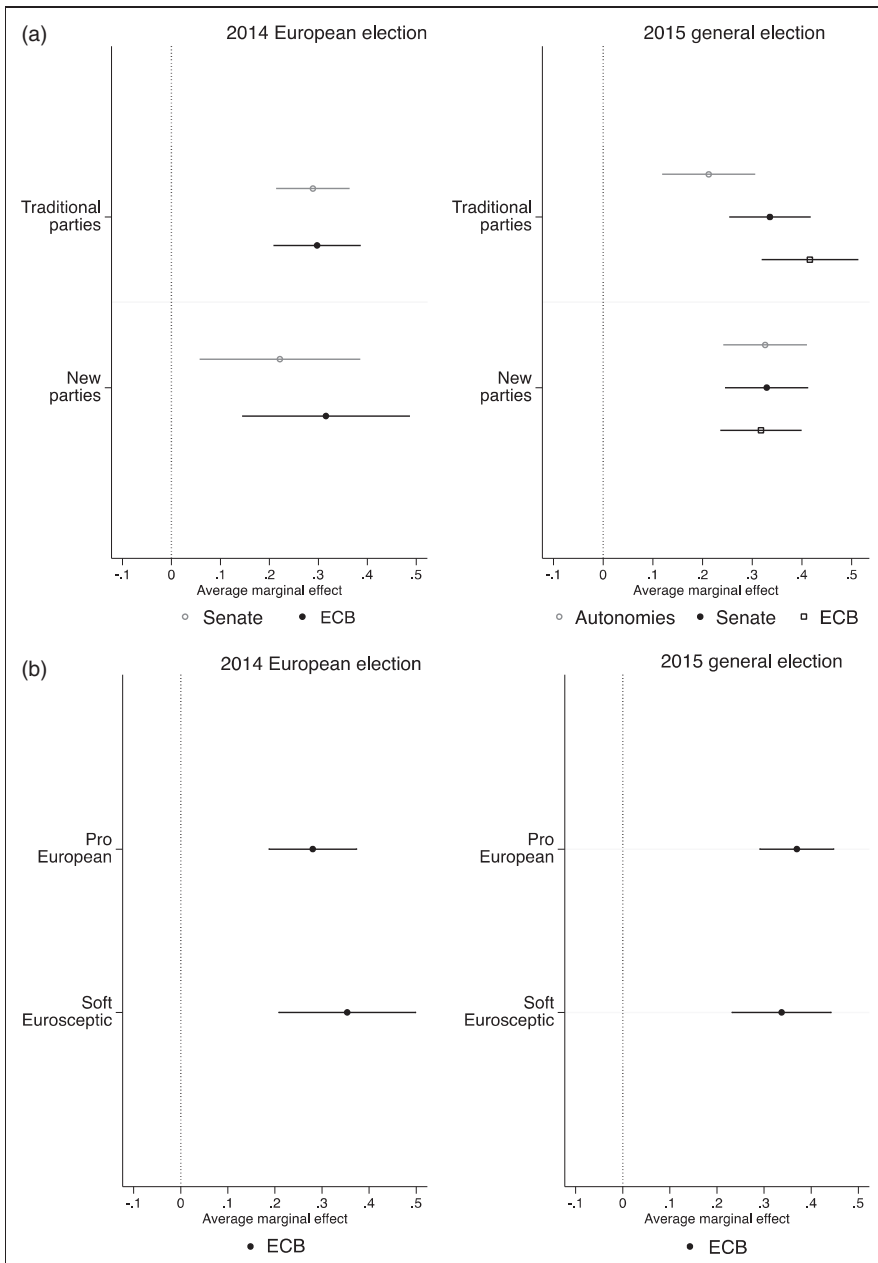 (a)
2014 European election
2015 general election
Traditional
parties
New
parties
-.1 0 .1 .2 .3 .4 .5
Average marginal effect
Senate ECB
Traditional
parties
New
parties
-.1 0 .1 .2 .3 .4 .5
Average marginal effect
Autonomies Senate ECB
(b)
2014 European election
2015 general election
Pro
European
Soft
Eurosceptic
-.1 0 .1 .2 .3 .4 .5
Average marginal effect
ECB
Pro
European
Soft
Eurosceptic
-.1 0 .1 .2 .3 .4 .5
Average marginal effect
ECB